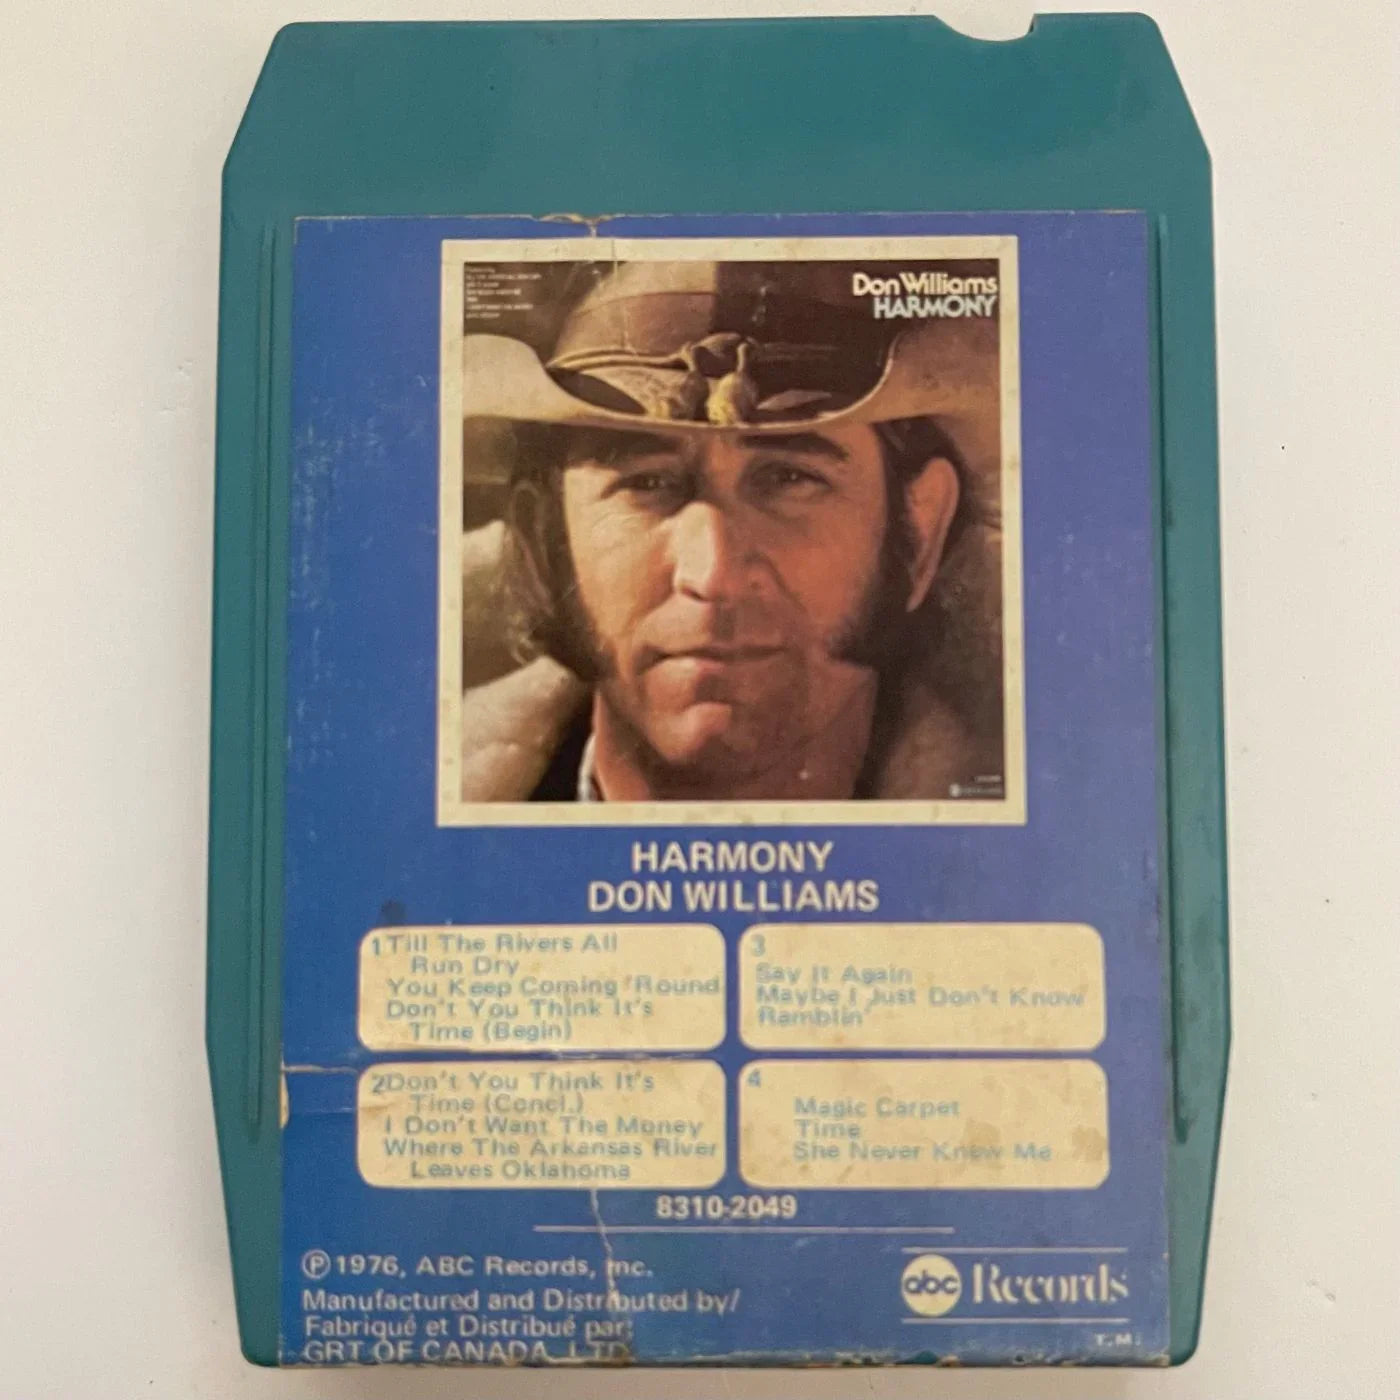 Don Williams
HARMONY
HARMONY
DON WILLIAMS
1 Till The Rivers All
Run Dry
You Keep Coming 'Round
Don't You Think It's
Time (Begin)
2 Don't You Think It's
Time (Concl.)
I Don't Want The Money
Where The Arkansas River
Leaves Oklahoma
3
Say It Again
Maybe I Just Don't Know
Ramblin'
4
Magic Carpet
Time
She Never Knew Me
8310-2049
℗ 1976, ABC Records, Inc.
Manufactured and Distributed by/
Fabriqué et Distribué par:
GRT OF CANADA LTD
abc Records
T.M.